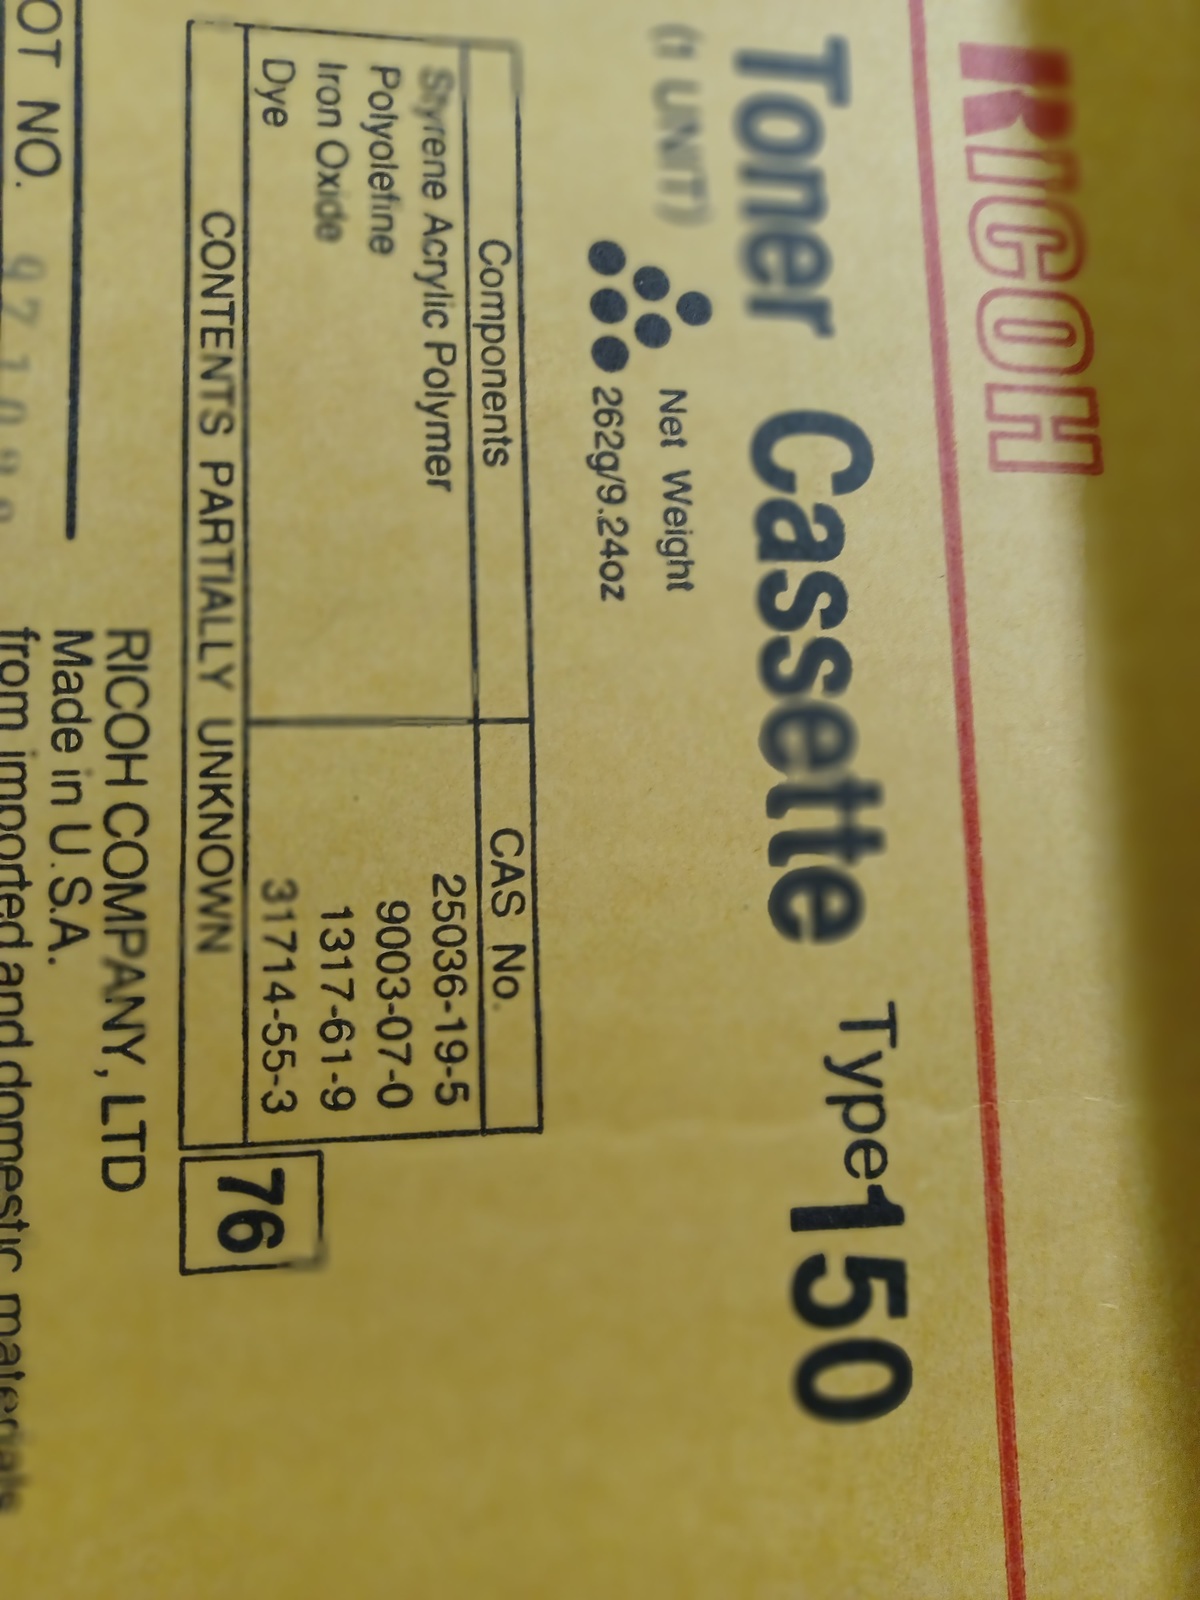 RICOH
Toner Cassette Type 150
(1 UNIT)
Net Weight
262g/9.24oz
Components CAS No.
Styrene Acrylic Polymer 25036-19-5
Polyolefine 9003-07-0
Iron Oxide 1317-61-9
Dye 31714-55-3
CONTENTS PARTIALLY UNKNOWN
76
RICOH COMPANY, LTD
Made in U.S.A.
from imported and domestic materials
OT NO.